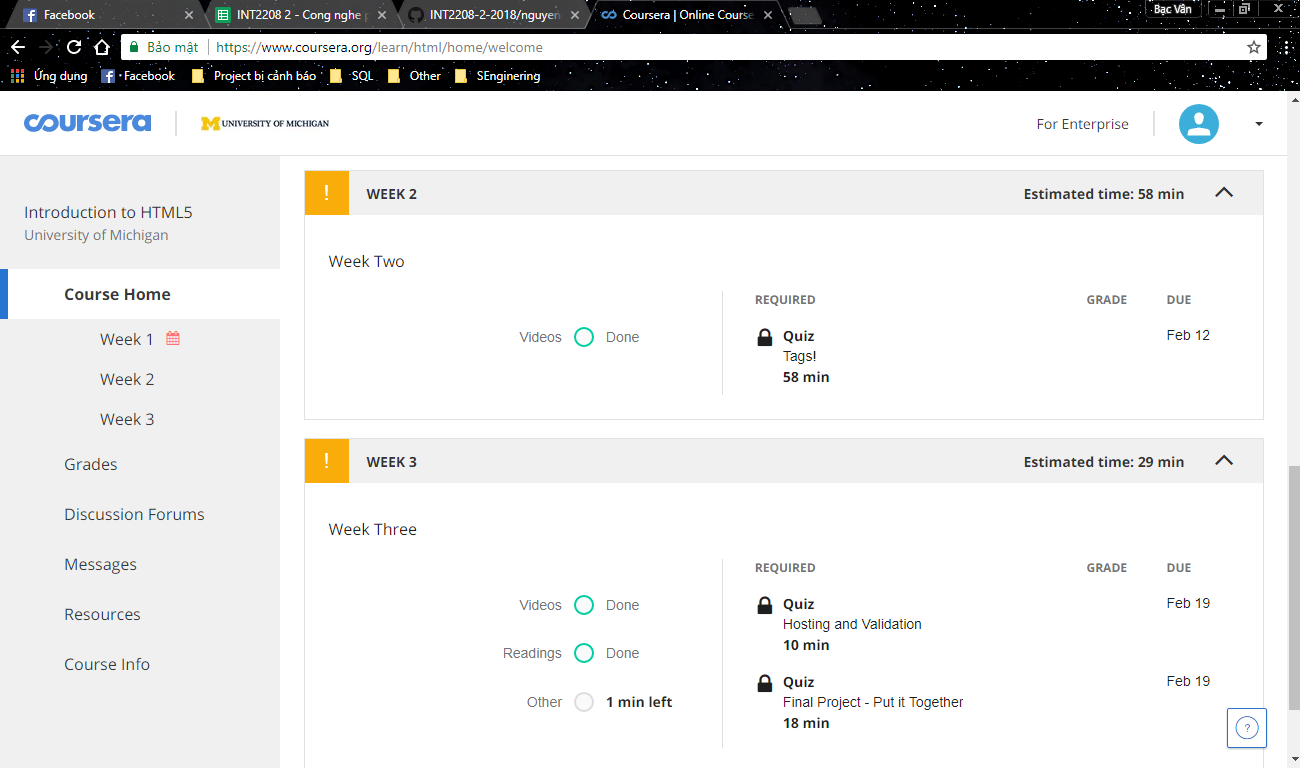 Facebook
INT2208 2 - Cong nghe p
INT2208-2-2018/nguyen
Coursera | Online Course
Bạc Vân
Bảo mật
https://www.coursera.org/learn/html/home/welcome
Ứng dụng
Facebook
Project bị cảnh báo
SQL
Other
SEnginering
coursera
M UNIVERSITY OF MICHIGAN
For Enterprise
Introduction to HTML5
University of Michigan
Course Home
Week 1
Week 2
Week 3
Grades
Discussion Forums
Messages
Resources
Course Info
! WEEK 2 Estimated time: 58 min
Week Two
Videos Done
REQUIRED GRADE DUE
Quiz Feb 12
Tags!
58 min
! WEEK 3 Estimated time: 29 min
Week Three
Videos Done
Readings Done
Other 1 min left
REQUIRED GRADE DUE
Quiz Feb 19
Hosting and Validation
10 min
Quiz Feb 19
Final Project - Put it Together
18 min
?